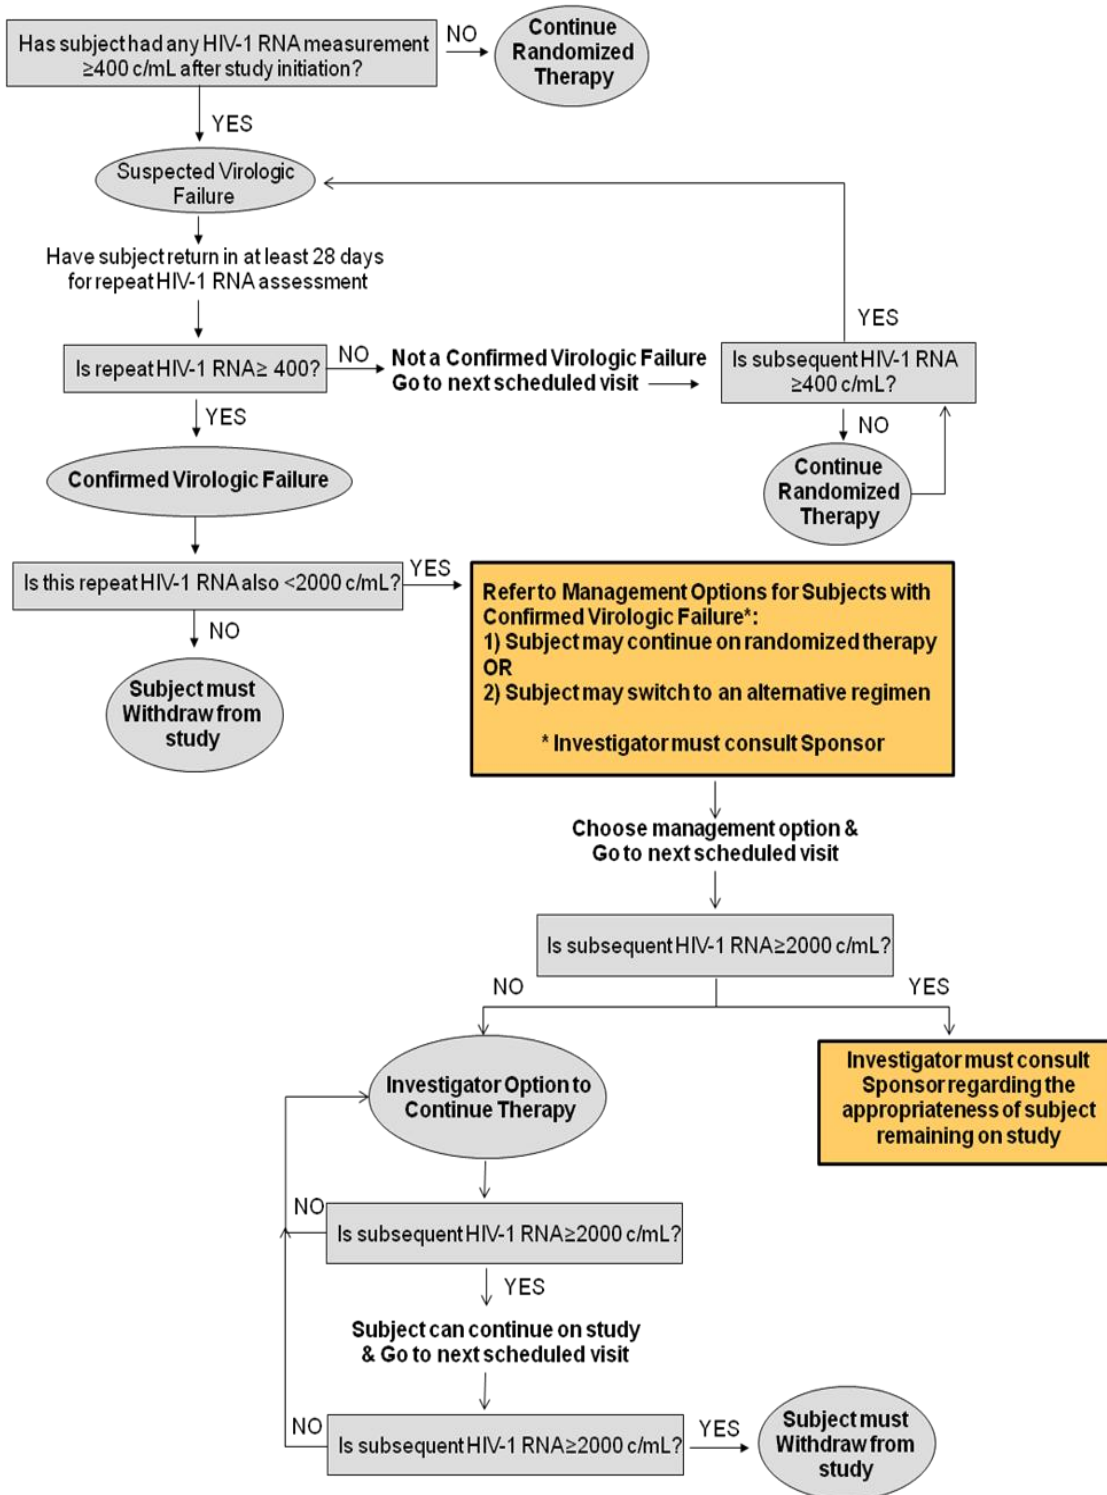 Has subject had any HIV-1 RNA measurement
≥400 c/mL after study initiation?
NO
Continue
Randomized
Therapy
YES
Suspected Virologic
Failure
Have subject return in at least 28 days
for repeat HIV-1 RNA assessment
YES
Is repeat HIV-1 RNA≥ 400?
NO
Not a Confirmed Virologic Failure
Go to next scheduled visit
Is subsequent HIV-1 RNA
≥400 c/mL?
YES
NO
Confirmed Virologic Failure
Continue
Randomized
Therapy
Is this repeat HIV-1 RNA also <2000 c/mL?
YES
NO
Subject must
Withdraw from
study
Refer to Management Options for Subjects with
Confirmed Virologic Failure*:
1) Subject may continue on randomized therapy
OR
2) Subject may switch to an alternative regimen
* Investigator must consult Sponsor
Choose management option &
Go to next scheduled visit
Is subsequent HIV-1 RNA≥2000 c/mL?
NO
YES
Investigator Option to
Continue Therapy
Investigator must consult
Sponsor regarding the
appropriateness of subject
remaining on study
NO
Is subsequent HIV-1 RNA≥2000 c/mL?
YES
Subject can continue on study
& Go to next scheduled visit
NO
Is subsequent HIV-1 RNA≥2000 c/mL?
YES
Subject must
Withdraw from
study